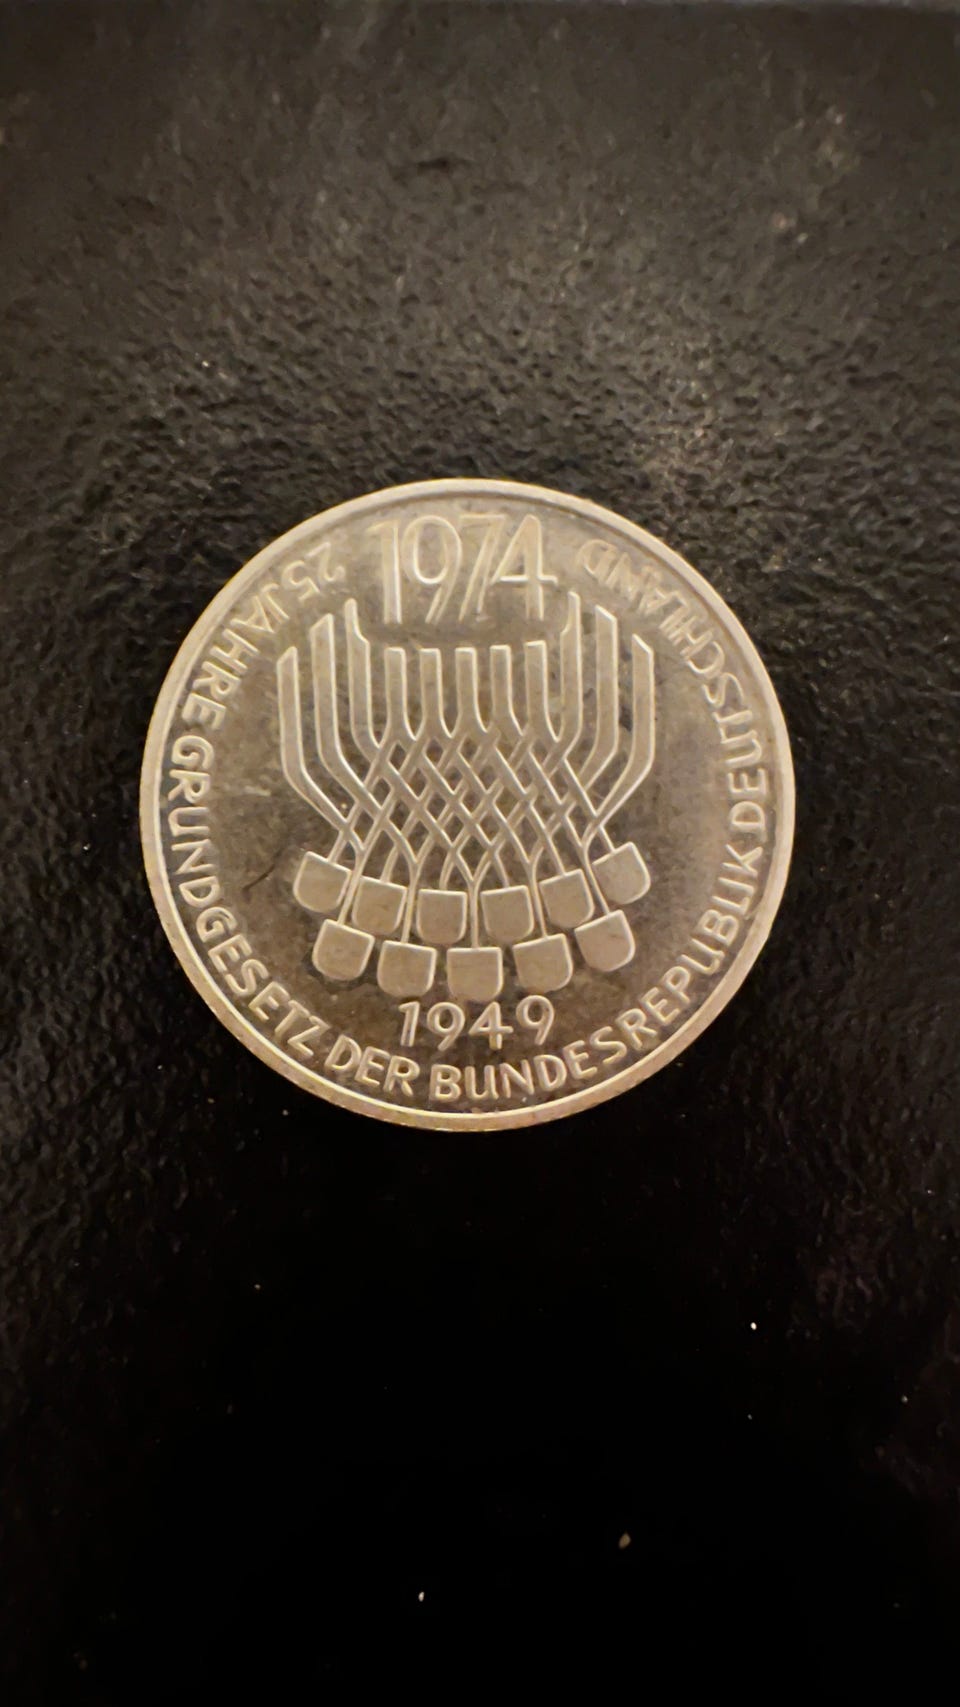 1974
25 JAHRE GRUNDGESETZ DER BUNDESREPUBLIK DEUTSCHLAND
1949